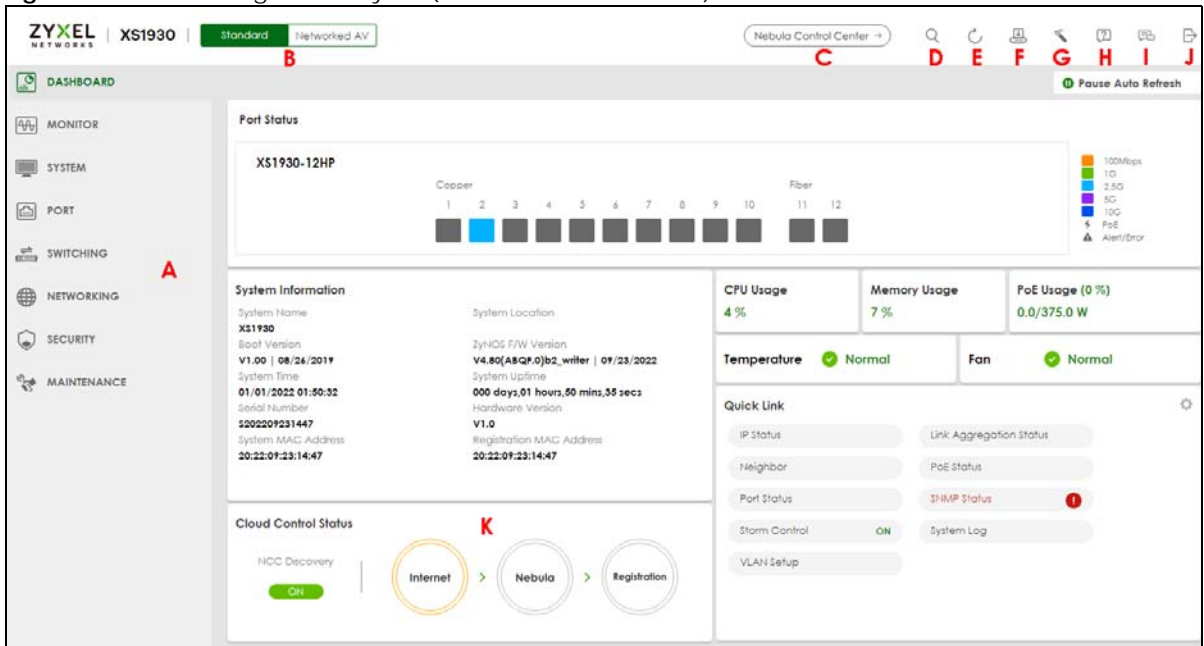 ZYXEL NETWORKS | XS1930 | Standard Networked AV Nebula Control Center →
B C D E F G H I J
DASHBOARD Pause Auto Refresh
MONITOR
SYSTEM
PORT
SWITCHING
A
NETWORKING
SECURITY
MAINTENANCE
Port Status
XS1930-12HP
Copper Fiber
1 2 3 4 5 6 7 8 9 10 11 12
100Mbps
1G
2.5G
5G
10G
PoE
Alert/Error
System Information
System Name System Location
XS1930
Boot Version ZyNOS F/W Version
V1.00 | 08/26/2019 V4.80(ABQF.0)b2_writer | 09/23/2022
System Time System Uptime
01/01/2022 01:50:32 000 days,01 hours,50 mins,35 secs
Serial Number Hardware Version
S202209231447 V1.0
System MAC Address Registration MAC Address
20:22:09:23:14:47 20:22:09:23:14:47
CPU Usage Memory Usage PoE Usage (0 %)
4 % 7 % 0.0/375.0 W
Temperature Normal Fan Normal
Quick Link
IP Status Link Aggregation Status
Neighbor PoE Status
Port Status SNMP Status
Storm Control ON System Log
VLAN Setup
Cloud Control Status K
NCC Discovery
ON
Internet > Nebula > Registration